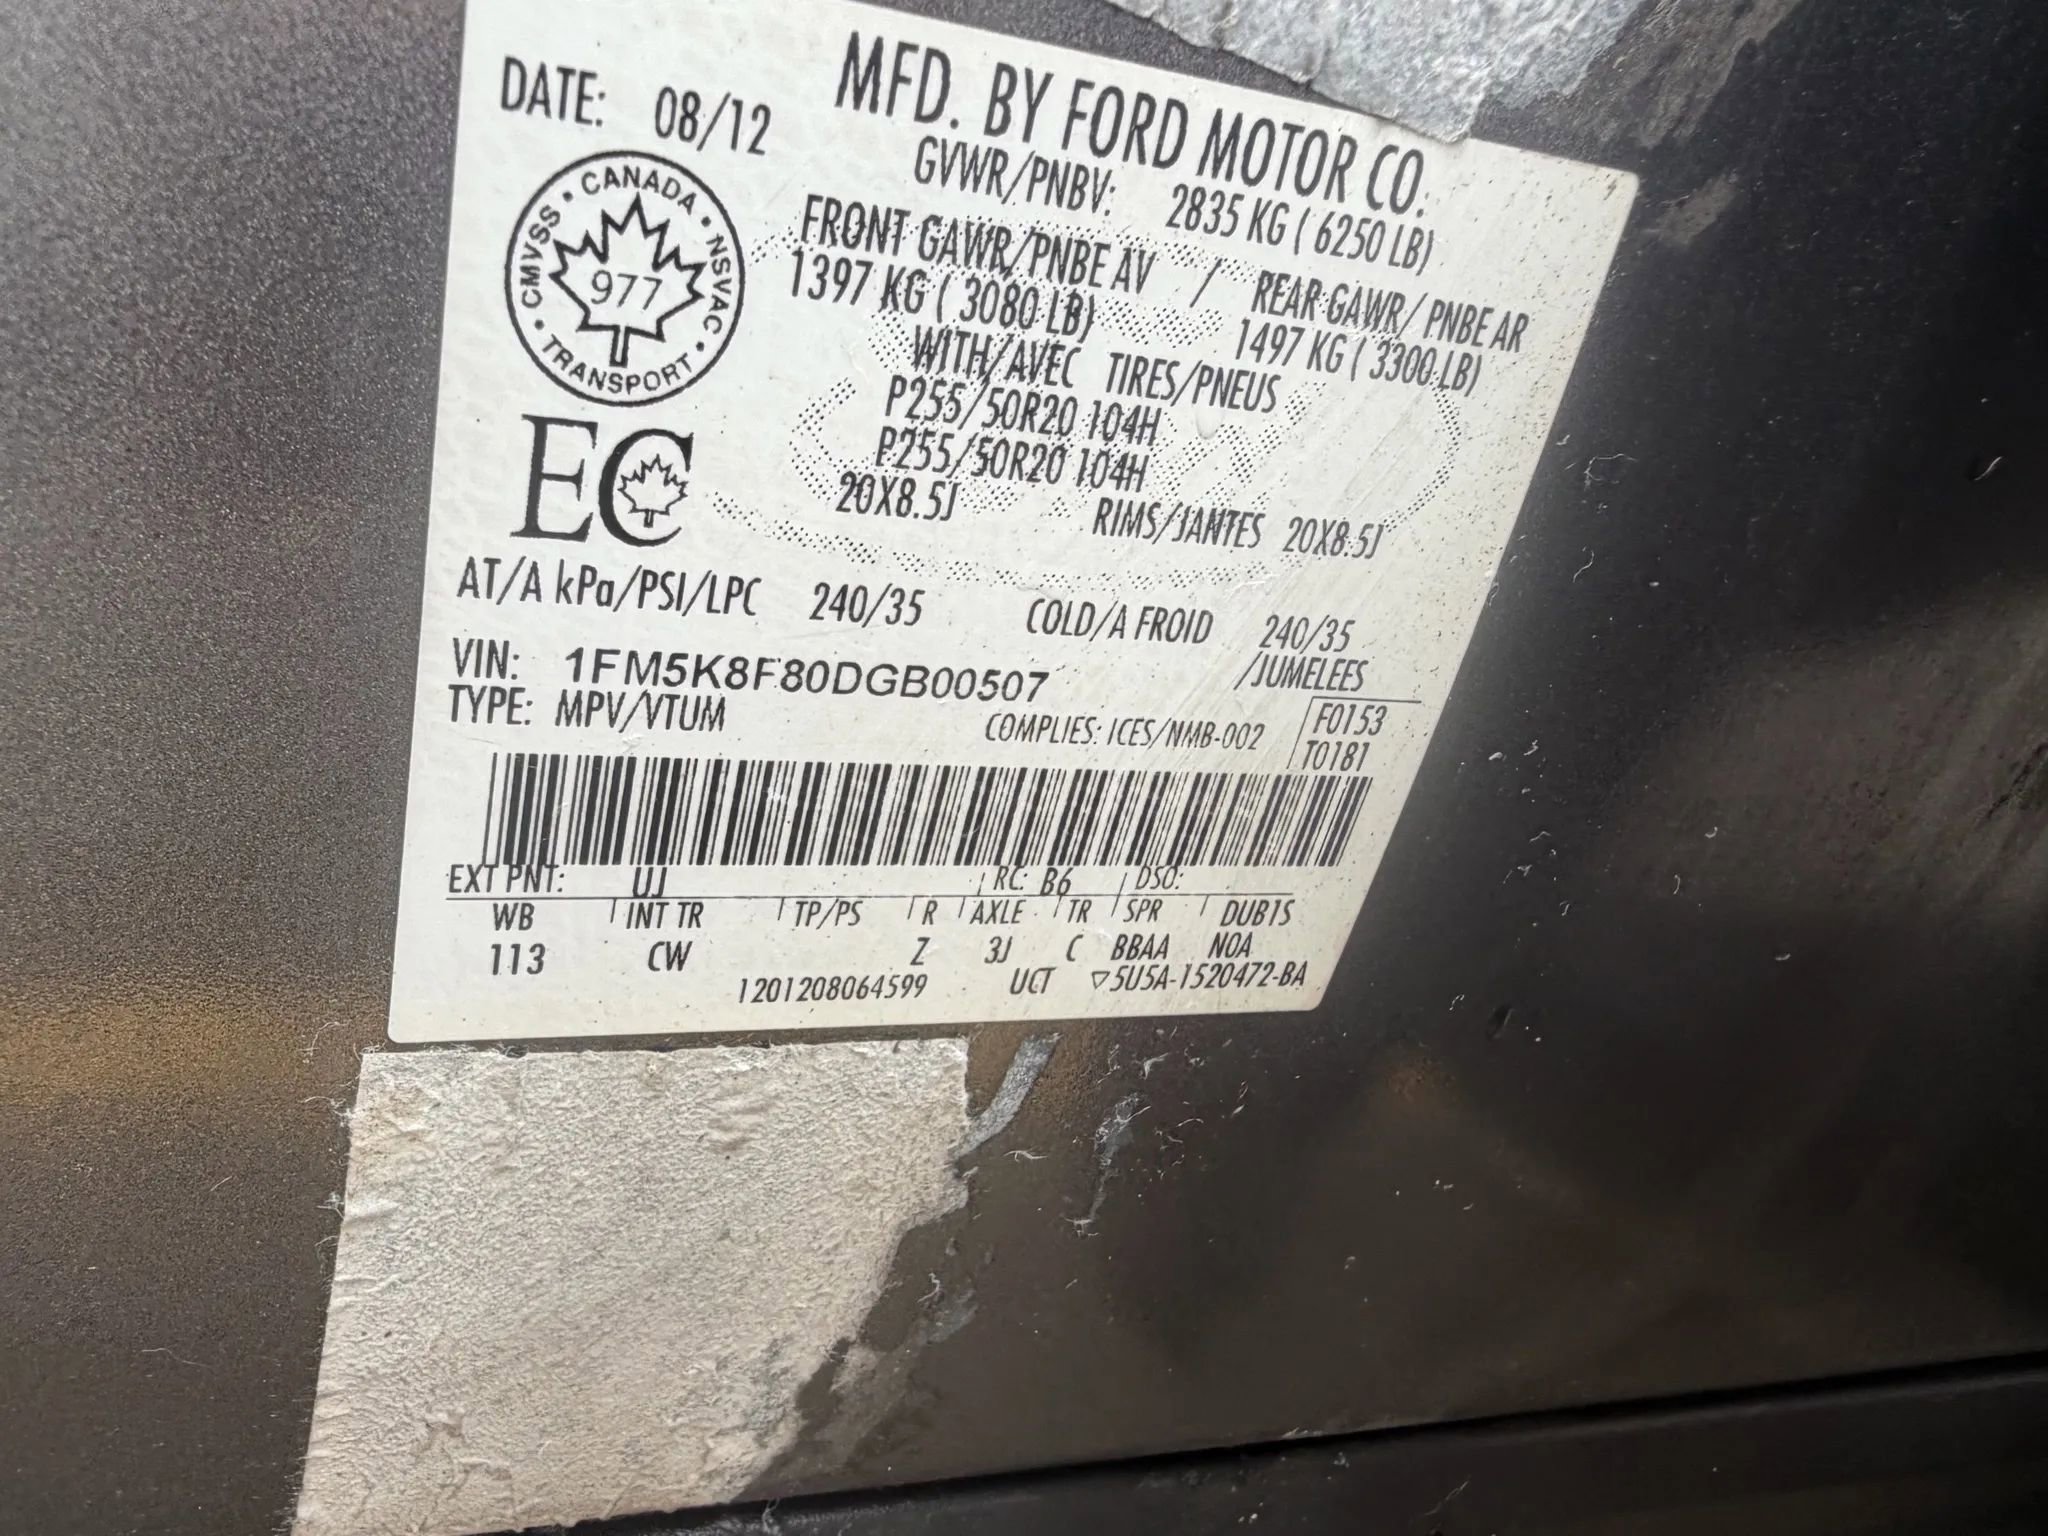 DATE: 08/12
MFD. BY FORD MOTOR CO.
GVWR/PNBV: 2835 KG ( 6250 LB)
FRONT GAWR/PNBE AV / REAR GAWR/ PNBE AR
1397 KG ( 3080 LB) 1497 KG ( 3300 LB)
WITH/AVEC TIRES/PNEUS
P255/50R20 104H
P255/50R20 104H
20X8.5J RIMS/JANTES 20X8.5J
CANADA · NSVAC · TRANSPORT · CMVSS ·
977
EC
AT/A kPa/PSI/LPC 240/35 COLD/A FROID 240/35
VIN: 1FM5K8F80DGB00507 /JUMELEES
TYPE: MPV/VTUM COMPLIES: ICES/NMB-002
F0153
T0181
EXT PNT: UJ RC: B6 DSO:
WB INT TR TP/PS R AXLE TR SPR DUB1S
113 CW Z 3J C BBAA NOA
1201208064599 UCT ▽5U5A-1520472-BA